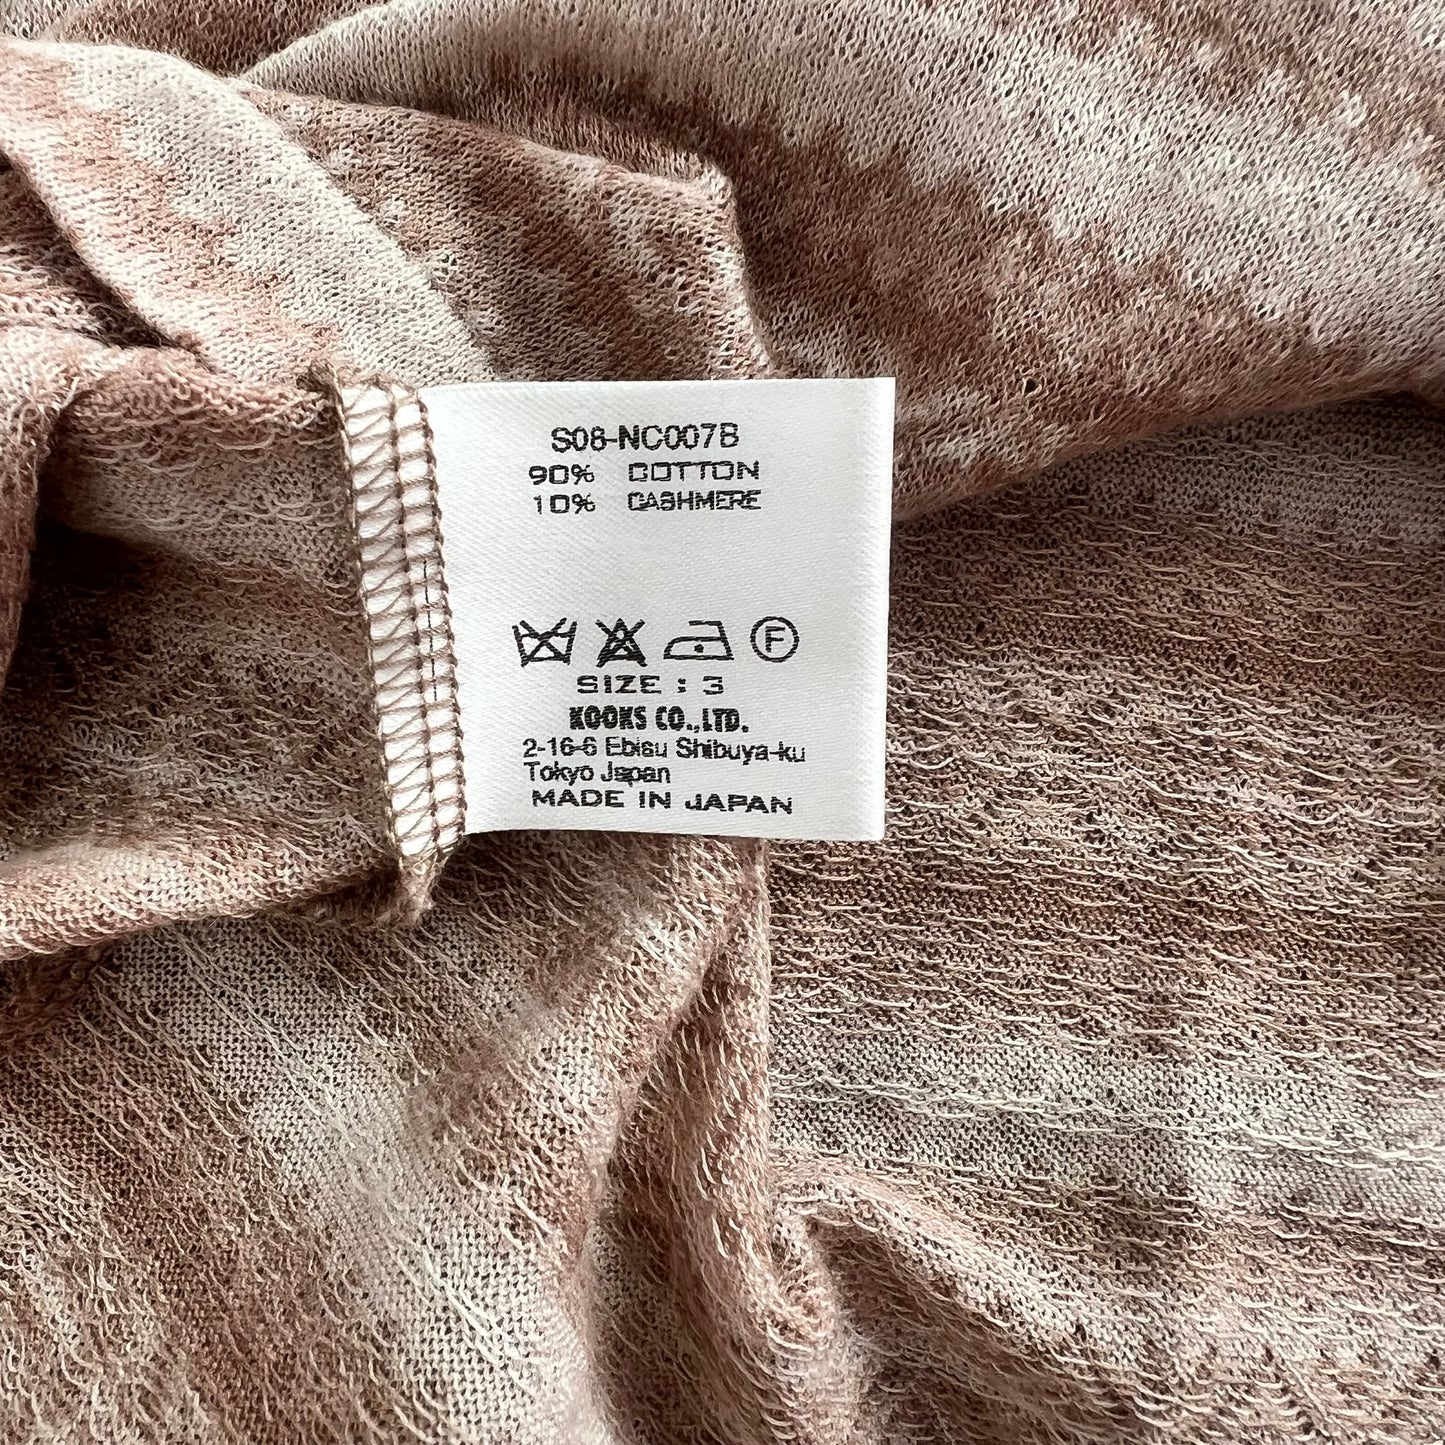 S08-NC007B
90% COTTON
10% CASHMERE
F
SIZE : 3
KOOKS CO.,LTD.
2-16-6 Ebisu Shibuya-ku
Tokyo Japan
MADE IN JAPAN